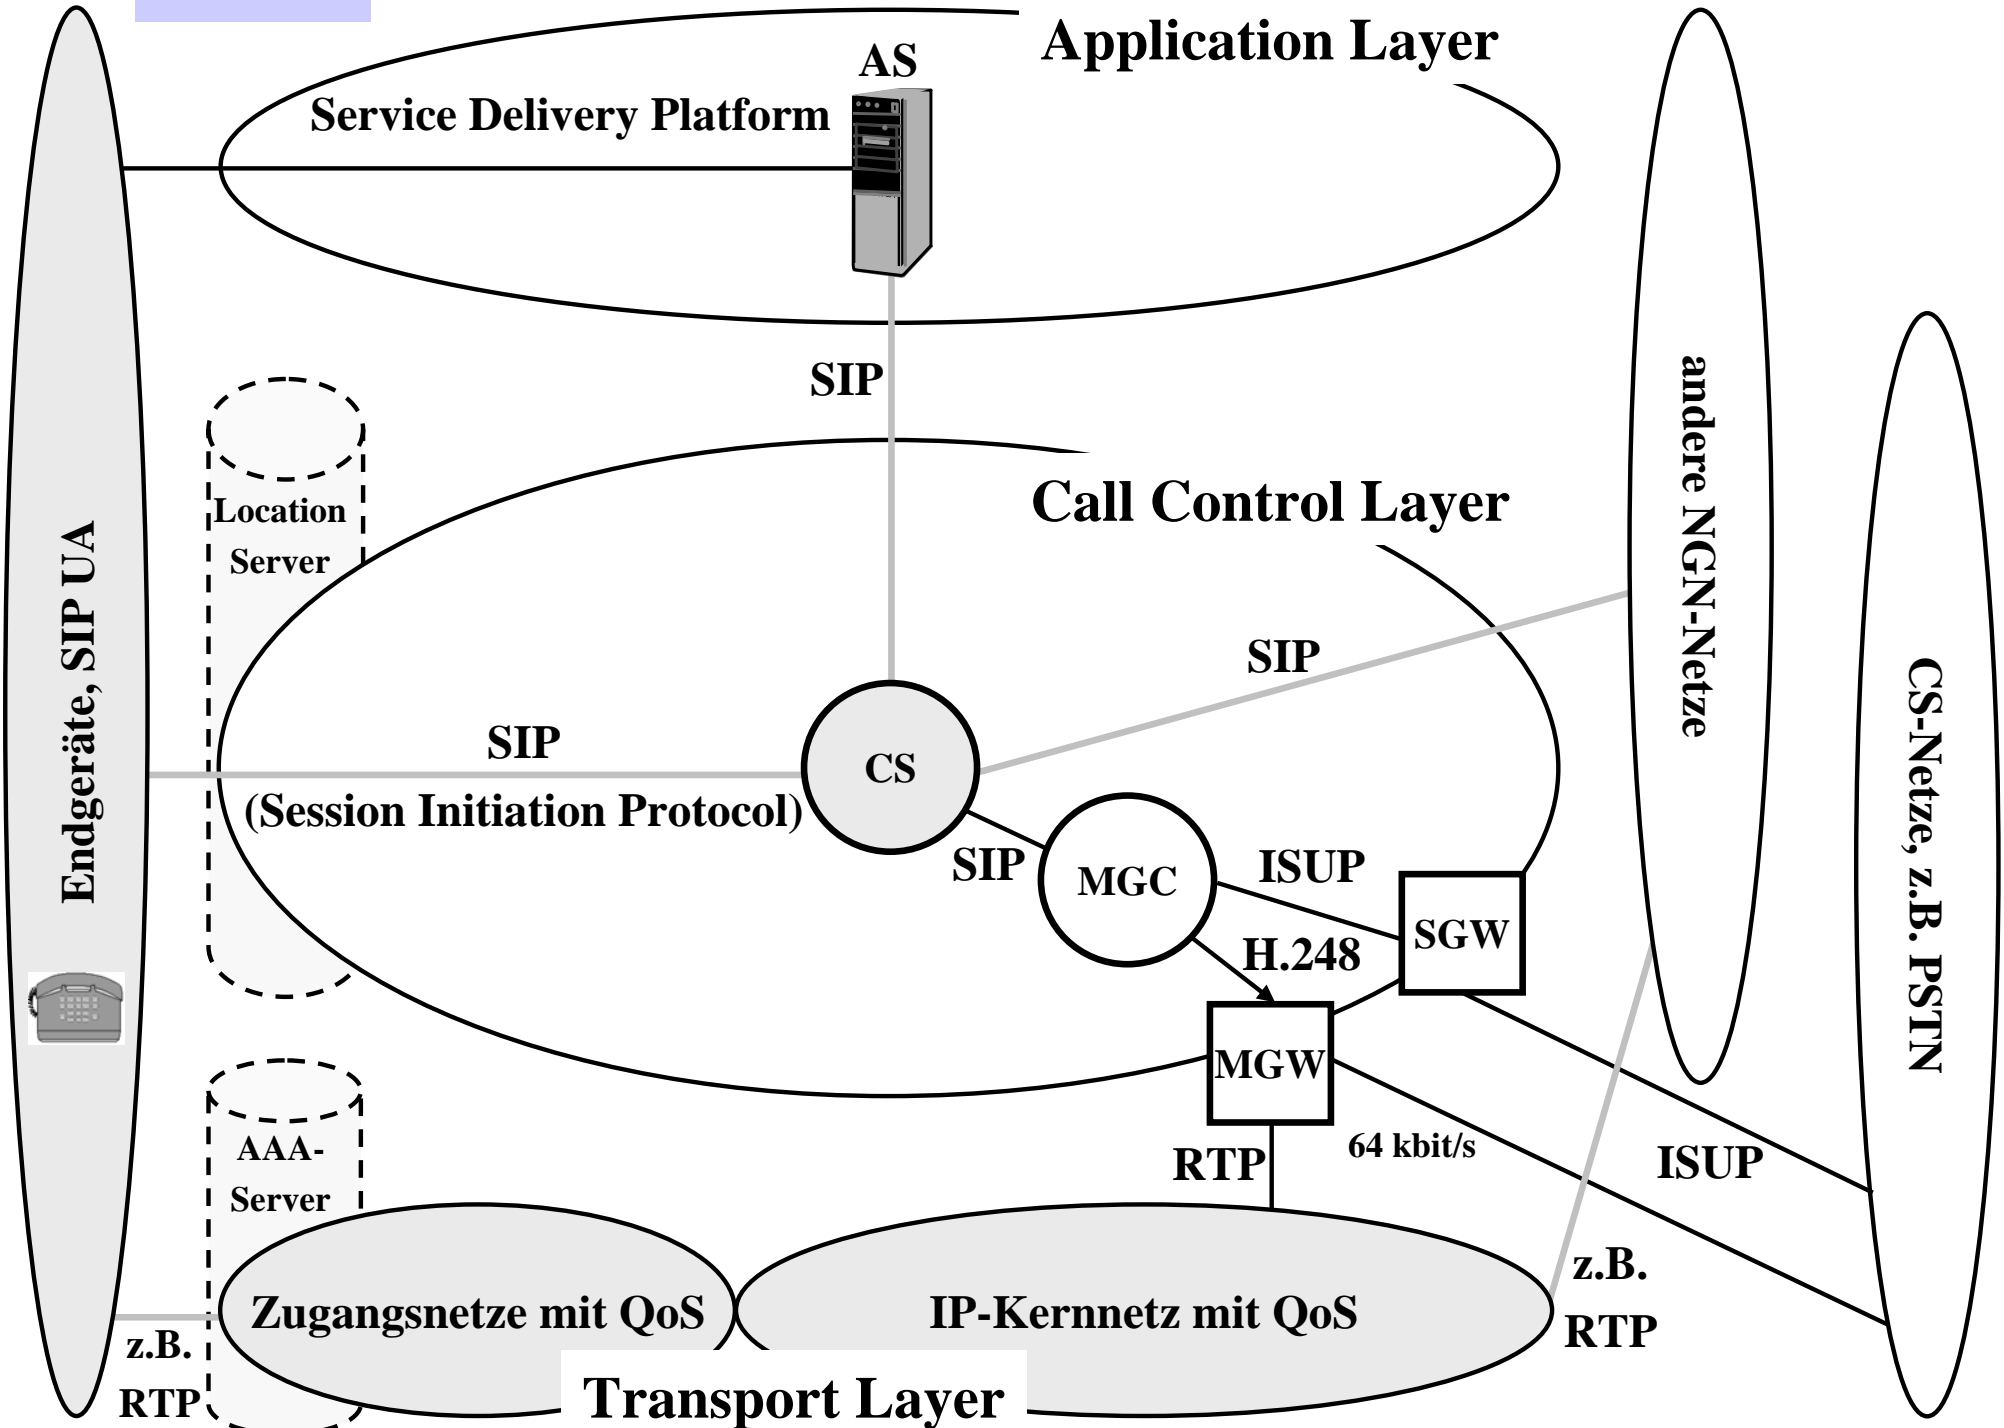 Application Layer
AS
Service Delivery Platform
SIP
Location
Server
Call Control Layer
andere NGN-Netze
Endgeräte, SIP UA
SIP
CS-Netze, z.B. PSTN
SIP
CS
(Session Initiation Protocol)
SIP
MGC
ISUP
SGW
H.248
MGW
AAA-
Server
RTP
64 kbit/s
ISUP
Zugangsnetze mit QoS
IP-Kernnetz mit QoS
z.B.
RTP
z.B.
RTP
Transport Layer